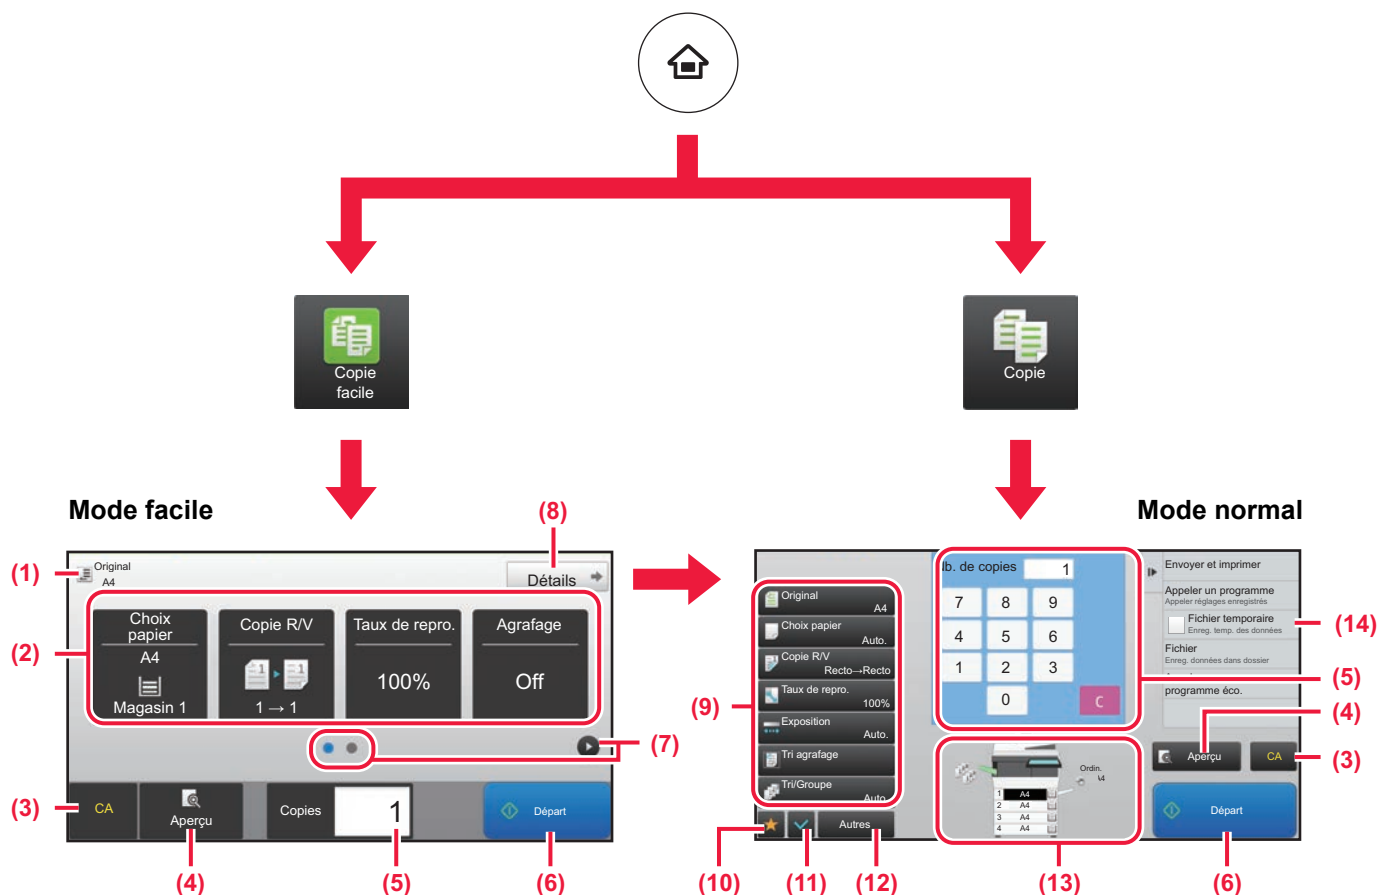 Copie
facile
Copie
Mode facile
(8)
Mode normal
(1)
Original
A4
Détails
(2)
Choix
papier
A4
Magasin 1
Copie R/V
1
1
1 → 1
Taux de repro.
100%
Agrafage
Off
(7)
(3)
CA
Aperçu
Copies
1
Départ
(4)
(5)
(6)
(9)
Original
A4
Choix papier
Auto.
Copie R/V
Recto→Recto
Taux de repro.
100%
Exposition
Auto.
Tri agrafage
Tri/Groupe
Auto.
Autres
(10)
(11)
(12)
Nb. de copies
1
7 8 9
4 5 6
1 2 3
0
C
(5)
Ordin.
A4
1 A4
2 A4
3 A4
4 A4
(13)
Envoyer et imprimer
Appeler un programme
Appeler réglages enregistrés
Fichier temporaire
Enreg. temp. des données
(14)
Fichier
Enreg. données dans dossier
programme éco.
(4)
Aperçu
CA
(3)
Départ
(6)